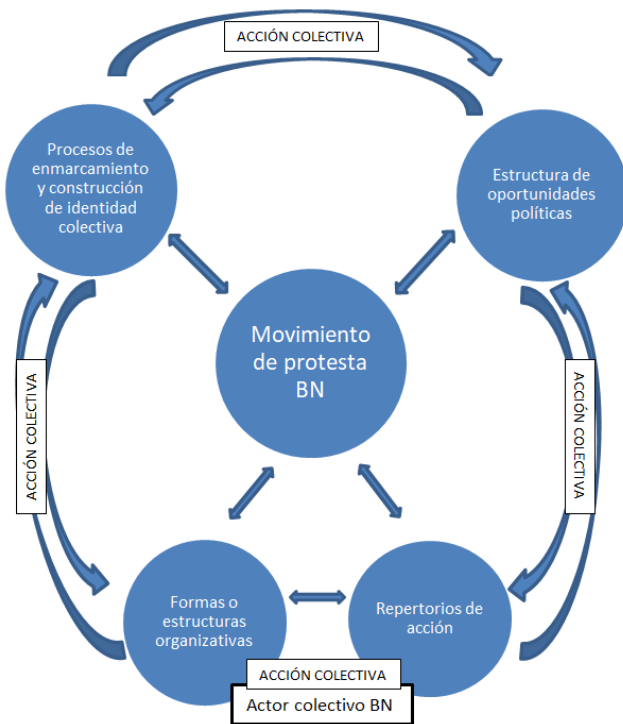 ACCIÓN COLECTIVA
Procesos de
enmarcamiento
y construcción
de identidad
colectiva
Estructura de
oportunidades
políticas
Movimiento
de protesta
BN
ACCIÓN COLECTIVA
ACCIÓN COLECTIVA
Formas o
estructuras
organizativas
Repertorios de
acción
ACCIÓN COLECTIVA
Actor colectivo BN